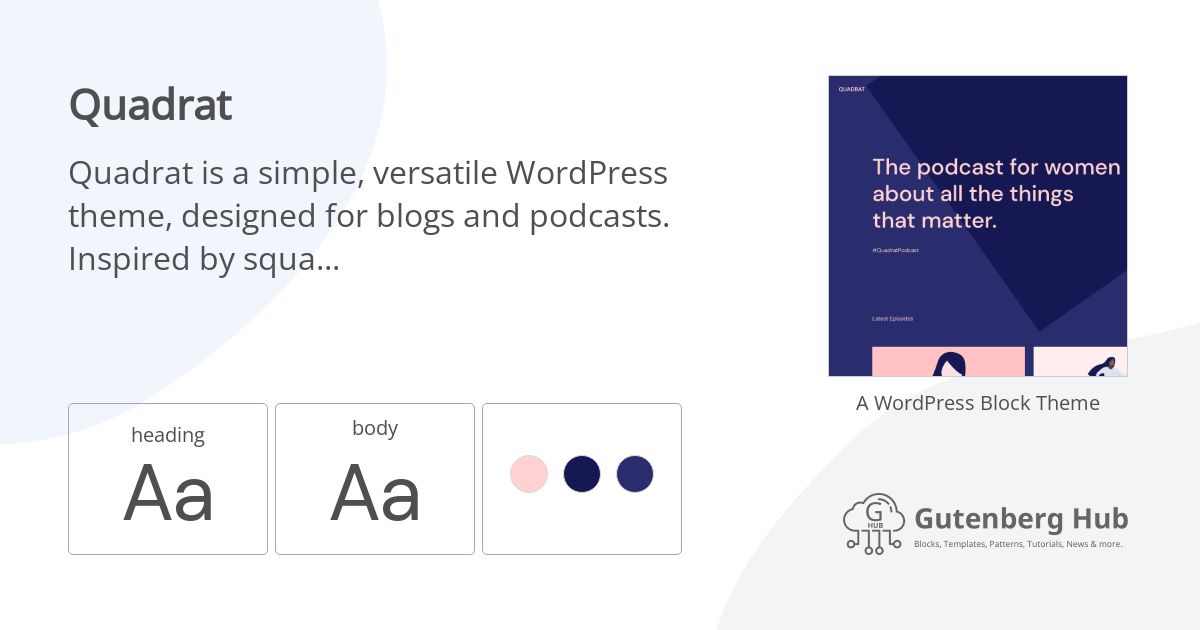 Quadrat
Quadrat is a simple, versatile WordPress
theme, designed for blogs and podcasts.
Inspired by squa...
heading
Aa
body
Aa
QUADRAT
The podcast for women
about all the things
that matter.
#QuadratPodcast
Latest Episodes
A WordPress Block Theme
G
HUB
Gutenberg Hub
Blocks, Templates, Patterns, Tutorials, News & more.